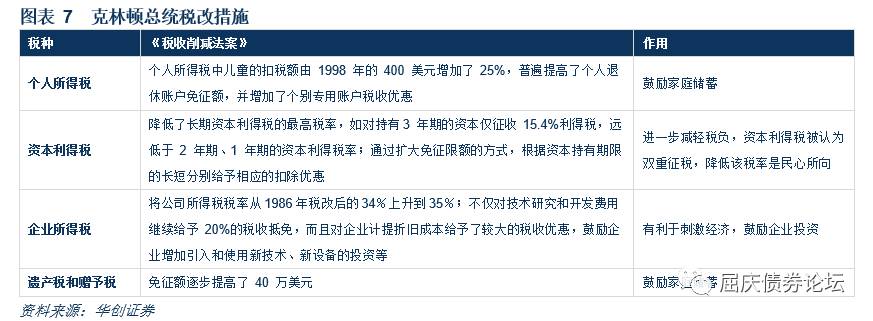 图表 7 克林顿总统税改措施
税种 《税收削减法案》 作用
个人所得税中儿童的扣税额由 1998 年的 400 美元增加了 25%，普遍提高了个人退
个人所得税 鼓励家庭储蓄
休账户免征额，并增加了个别专用账户税收优惠
降低了长期资本利得税的最高税率，如对持有 3 年期的资本仅征收 15.4%利得税，远
进一步减轻税负，资本利得税被认为
资本利得税 低于 2 年期、1 年期的资本利得税率；通过扩大免征限额的方式，根据资本持有期限
双重征税，降低该税率是民心所向
的长短分别给予相应的扣除优惠
将公司所得税税率从1986年税改后的34%上升到35%；不仅对技术研究和开发费用
企业所得税 继续给予 20%的税收抵免，而且对企业计提折旧成本给予了较大的税收优惠，鼓励企 有利于刺激经济，鼓励企业投资
业增加引入和使用新技术、新设备的投资等
遗产税和赠予税 免征额逐步提高了 40 万美元 鼓励家
屈庆债券论坛
资料来源：华创证券